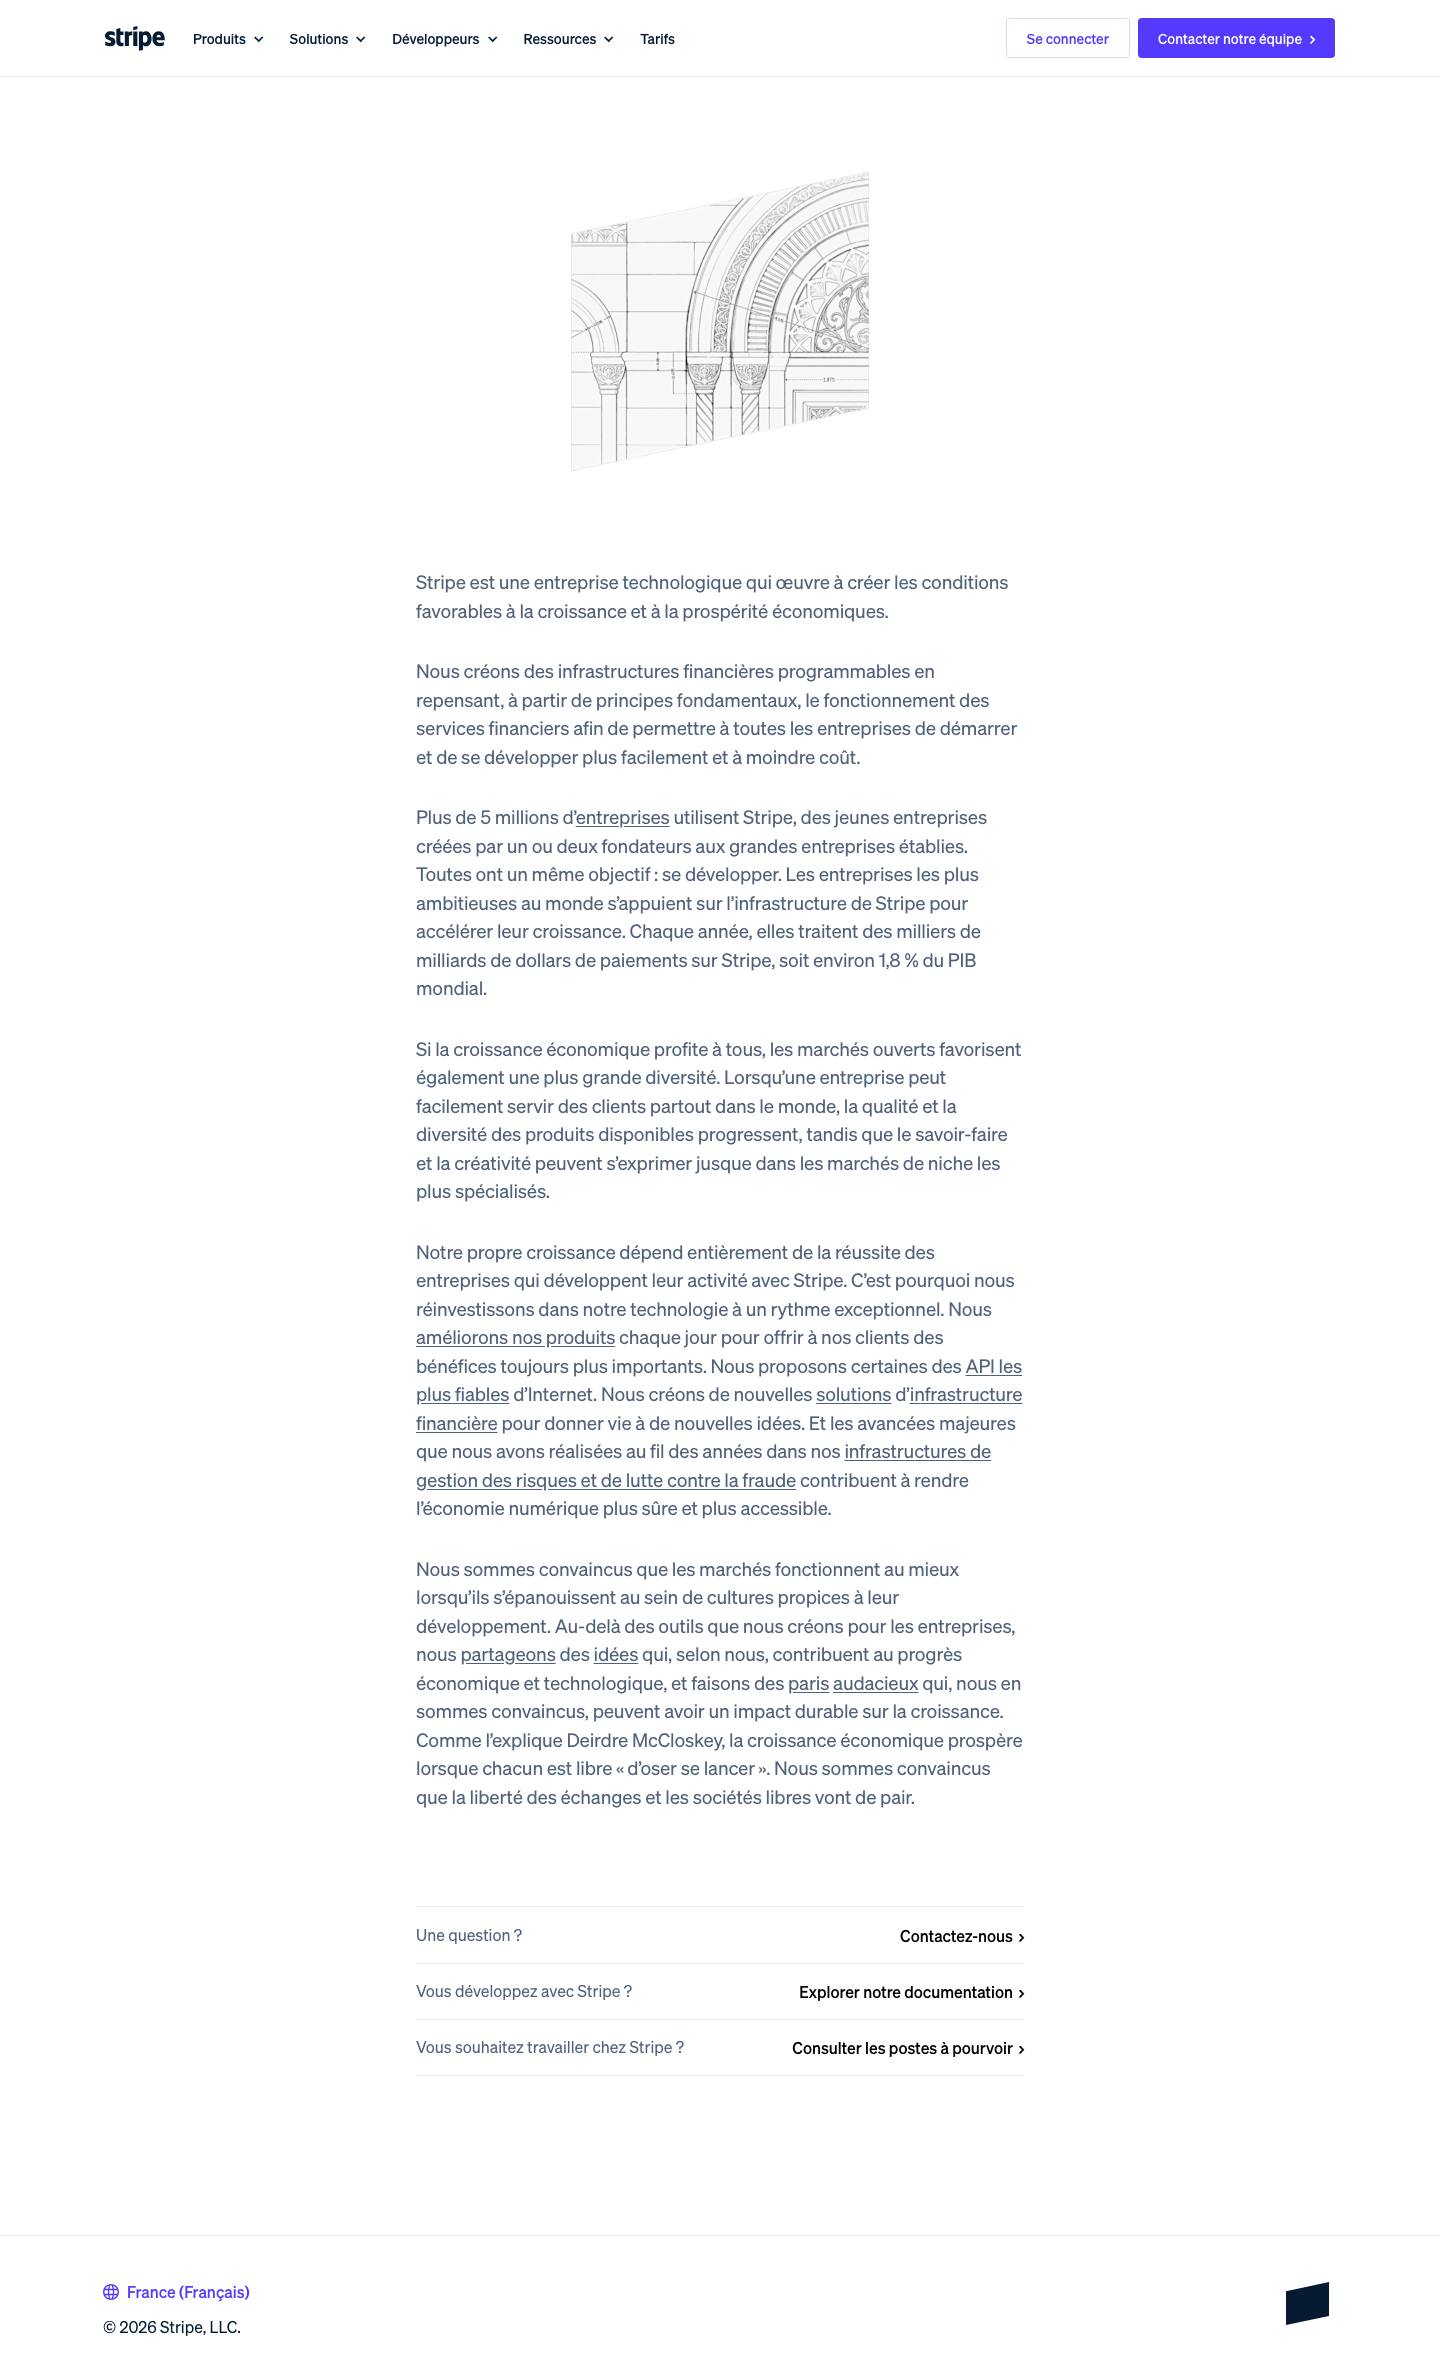 stripe Produits Solutions Développeurs Ressources Tarifs Se connecter Contacter notre équipe
1,875
Stripe est une entreprise technologique qui œuvre à créer les conditions
favorables à la croissance et à la prospérité économiques.
Nous créons des infrastructures financières programmables en
repensant, à partir de principes fondamentaux, le fonctionnement des
services financiers afin de permettre à toutes les entreprises de démarrer
et de se développer plus facilement et à moindre coût.
Plus de 5 millions d’entreprises utilisent Stripe, des jeunes entreprises
créées par un ou deux fondateurs aux grandes entreprises établies.
Toutes ont un même objectif : se développer. Les entreprises les plus
ambitieuses au monde s’appuient sur l’infrastructure de Stripe pour
accélérer leur croissance. Chaque année, elles traitent des milliers de
milliards de dollars de paiements sur Stripe, soit environ 1,8 % du PIB
mondial.
Si la croissance économique profite à tous, les marchés ouverts favorisent
également une plus grande diversité. Lorsqu’une entreprise peut
facilement servir des clients partout dans le monde, la qualité et la
diversité des produits disponibles progressent, tandis que le savoir-faire
et la créativité peuvent s’exprimer jusque dans les marchés de niche les
plus spécialisés.
Notre propre croissance dépend entièrement de la réussite des
entreprises qui développent leur activité avec Stripe. C’est pourquoi nous
réinvestissons dans notre technologie à un rythme exceptionnel. Nous
améliorons nos produits chaque jour pour offrir à nos clients des
bénéfices toujours plus importants. Nous proposons certaines des API les
plus fiables d’Internet. Nous créons de nouvelles solutions d’infrastructure
financière pour donner vie à de nouvelles idées. Et les avancées majeures
que nous avons réalisées au fil des années dans nos infrastructures de
gestion des risques et de lutte contre la fraude contribuent à rendre
l’économie numérique plus sûre et plus accessible.
Nous sommes convaincus que les marchés fonctionnent au mieux
lorsqu’ils s’épanouissent au sein de cultures propices à leur
développement. Au-delà des outils que nous créons pour les entreprises,
nous partageons des idées qui, selon nous, contribuent au progrès
économique et technologique, et faisons des paris audacieux qui, nous en
sommes convaincus, peuvent avoir un impact durable sur la croissance.
Comme l’explique Deirdre McCloskey, la croissance économique prospère
lorsque chacun est libre « d’oser se lancer ». Nous sommes convaincus
que la liberté des échanges et les sociétés libres vont de pair.
Une question ? Contactez-nous
Vous développez avec Stripe ? Explorer notre documentation
Vous souhaitez travailler chez Stripe ? Consulter les postes à pourvoir
France (Français)
© 2026 Stripe, LLC.